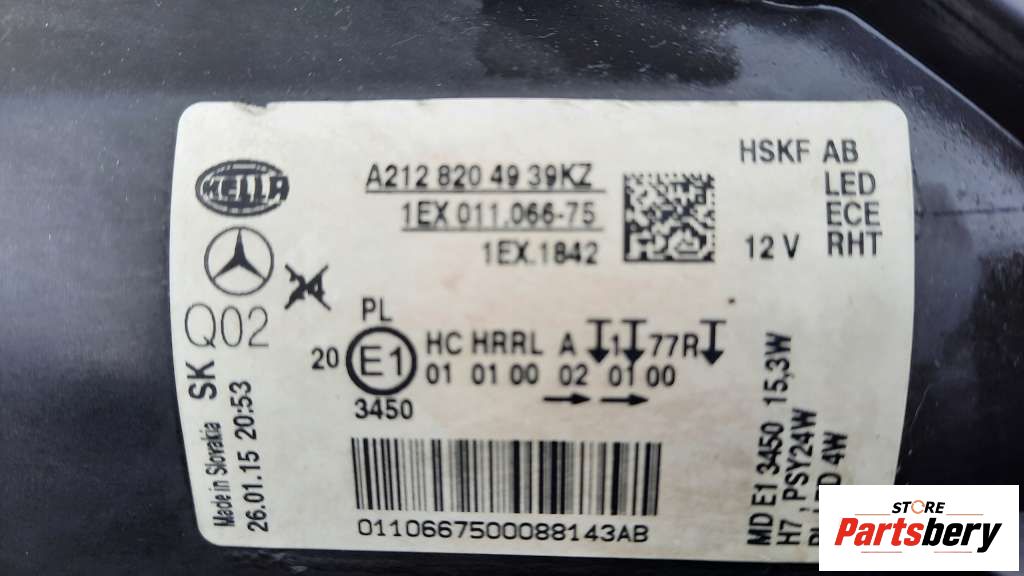 HELLA
A212 820 49 39KZ
1EX 011.066-75
1EX.1842
HSKF AB
LED
ECE
12 V RHT
Q02
PL
20 E1 HC HRRL A 1 77R
01 01 00 02 01 00
3450
SK
Made in Slovakia
26.01.15 20:53
0110667500088143AB
MD E1 3450 15,3W
H7, PSY24W
4W
STORE
Partsbery